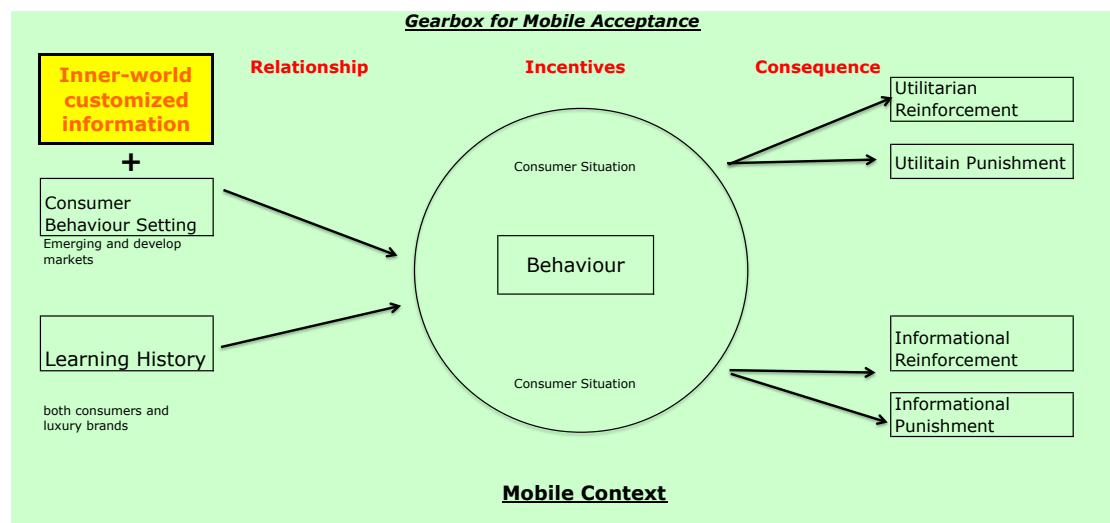 Gearbox for Mobile Acceptance
Inner-world
customized
information
Relationship
Incentives
Consequence
+
Consumer
Behaviour Setting
Emerging and develop
markets
Learning History
both consumers and
luxury brands
Consumer Situation
Behaviour
Consumer Situation
Utilitarian
Reinforcement
Utilitain Punishment
Informational
Reinforcement
Informational
Punishment
Mobile Context